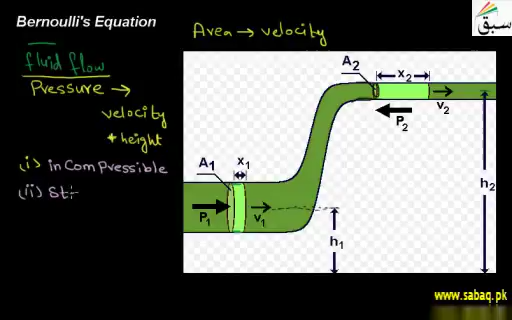 Bernoulli's Equation
Area → velocity
سبق
fluid flow
Pressure →
velocity
+ height
(i) inComPressible
(ii) St
A1
x1
P1
v1
h1
A2
x2
P2
v2
h2
www.sabaq.pk